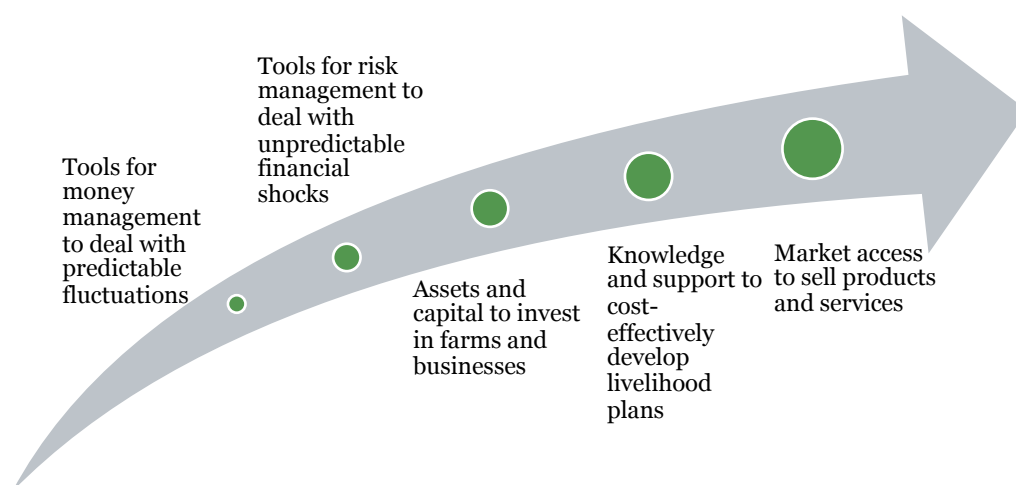 Tools for
money
management
to deal with
predictable
fluctuations
Tools for risk
management to
deal with
unpredictable
financial
shocks
Assets and
capital to invest
in farms and
businesses
Knowledge
and support to
cost-
effectively
develop
livelihood
plans
Market access
to sell products
and services